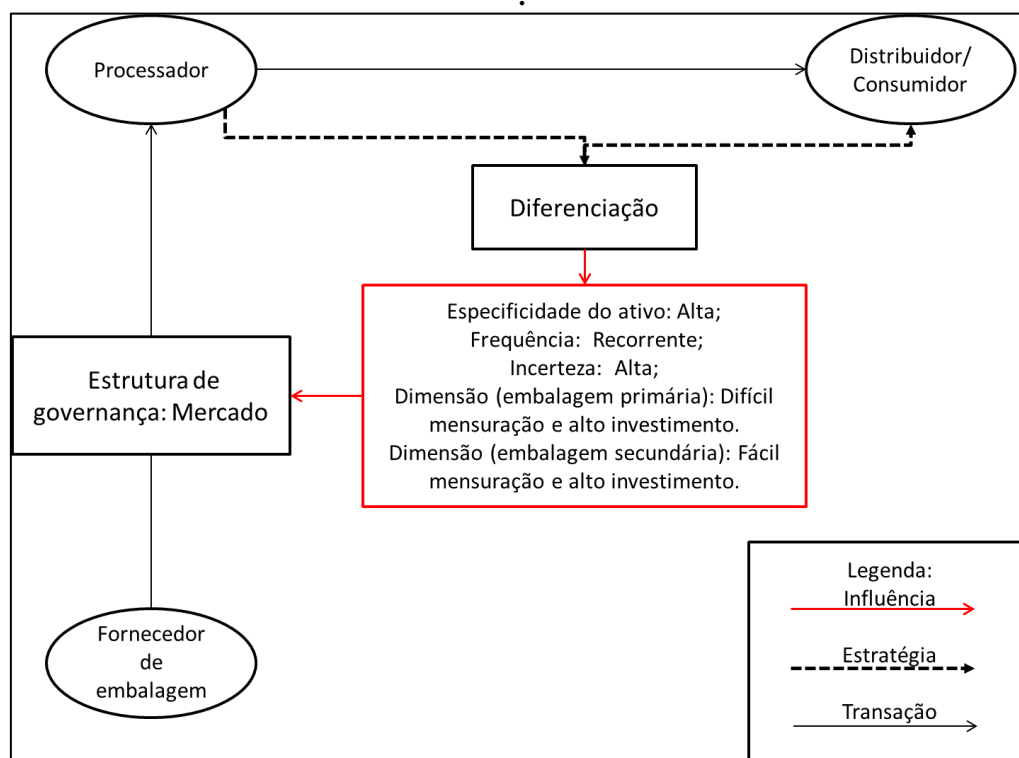 Processador
Distribuidor/
Consumidor
Diferenciação
Especificidade do ativo: Alta;
Frequência: Recorrente;
Incerteza: Alta;
Dimensão (embalagem primária): Difícil
mensuração e alto investimento.
Dimensão (embalagem secundária): Fácil
mensuração e alto investimento.
Estrutura de
governança: Mercado
Fornecedor
de
embalagem
Legenda:
Influência
Estratégia
Transação